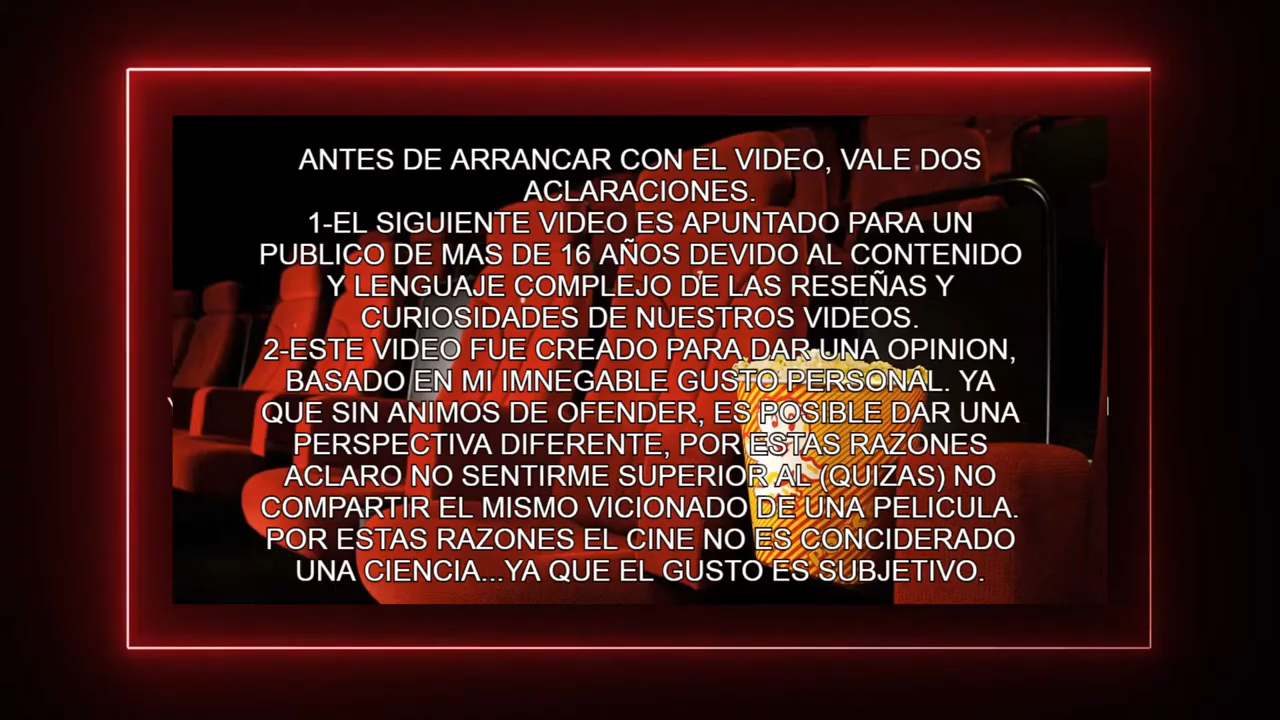 ANTES DE ARRANCAR CON EL VIDEO, VALE DOS
ACLARACIONES.
1-EL SIGUIENTE VIDEO ES APUNTADO PARA UN
PUBLICO DE MAS DE 16 AÑOS DEVIDO AL CONTENIDO
Y LENGUAJE COMPLEJO DE LAS RESEÑAS Y
CURIOSIDADES DE NUESTROS VIDEOS.
2-ESTE VIDEO FUE CREADO PARA DAR UNA OPINION,
BASADO EN MI IMNEGABLE GUSTO PERSONAL. YA
QUE SIN ANIMOS DE OFENDER, ES POSIBLE DAR UNA
PERSPECTIVA DIFERENTE, POR ESTAS RAZONES
ACLARO NO SENTIRME SUPERIOR AL (QUIZAS) NO
COMPARTIR EL MISMO VICIONADO DE UNA PELICULA.
POR ESTAS RAZONES EL CINE NO ES CONCIDERADO
UNA CIENCIA...YA QUE EL GUSTO ES SUBJETIVO.